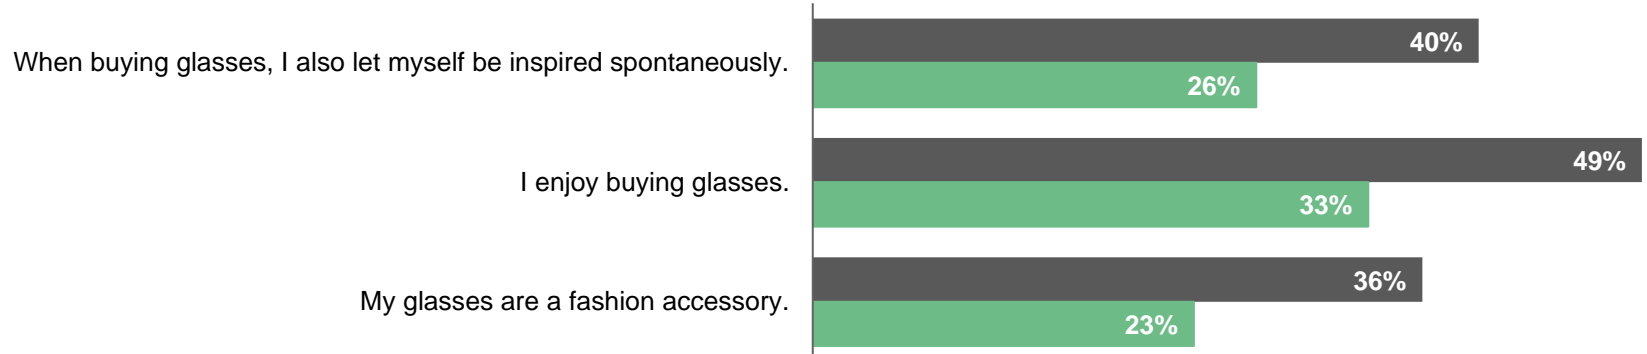 When buying glasses, I also let myself be inspired spontaneously.
40%
26%
I enjoy buying glasses.
49%
33%
My glasses are a fashion accessory.
36%
23%